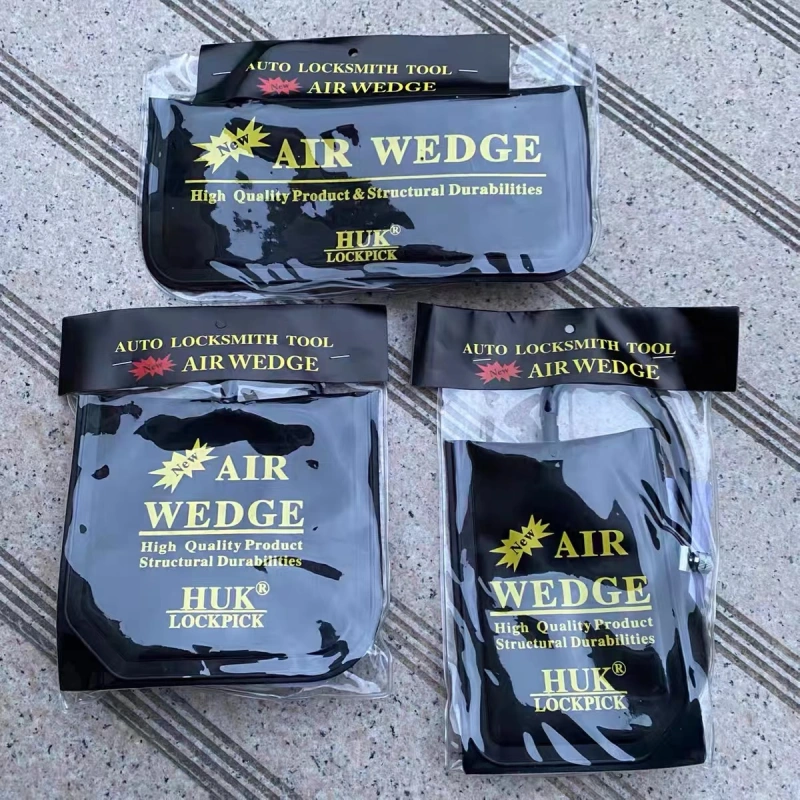 AUTO LOCKSMITH TOOL
New AIR WEDGE
New AIR WEDGE
High Quality Product & Structural Durabilities
HUK®
LOCKPICK
AUTO LOCKSMITH TOOL
New AIR WEDGE
New AIR
WEDGE
High Quality Product
Structural Durabilities
HUK®
LOCKPICK
AUTO LOCKSMITH TOOL
New AIR WEDGE
New AIR
WEDGE
High Quality Product
Structural Durabilities
HUK®
LOCKPICK